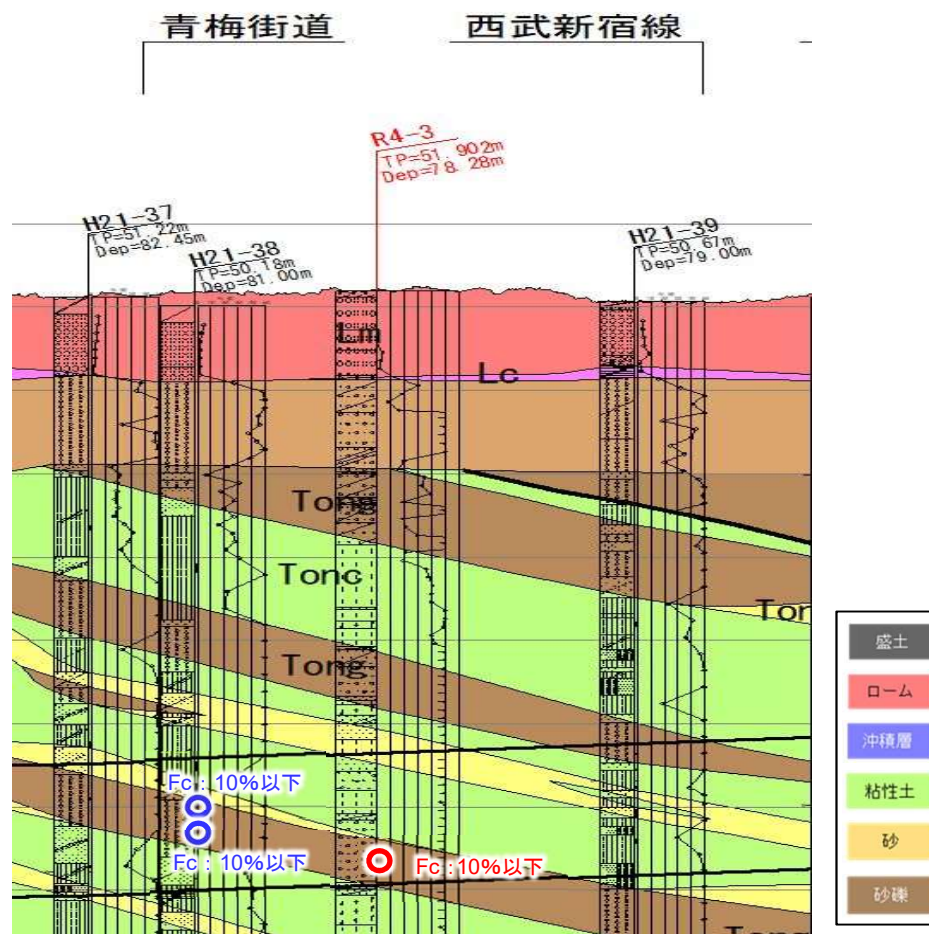 青梅街道
西武新宿線
R4-3
TP=51.902m
Dep=78.28m
H21-37
TP=51.22m
Dep=82.45m
H21-38
TP=50.18m
Dep=81.00m
H21-39
TP=50.67m
Dep=79.00m
Lm
Lc
Tong
Tonc
Ton
Tong
盛土
ローム
沖積層
粘性土
砂
砂礫
Fc：10%以下
Fc：10%以下
Fc：10%以下
Tong